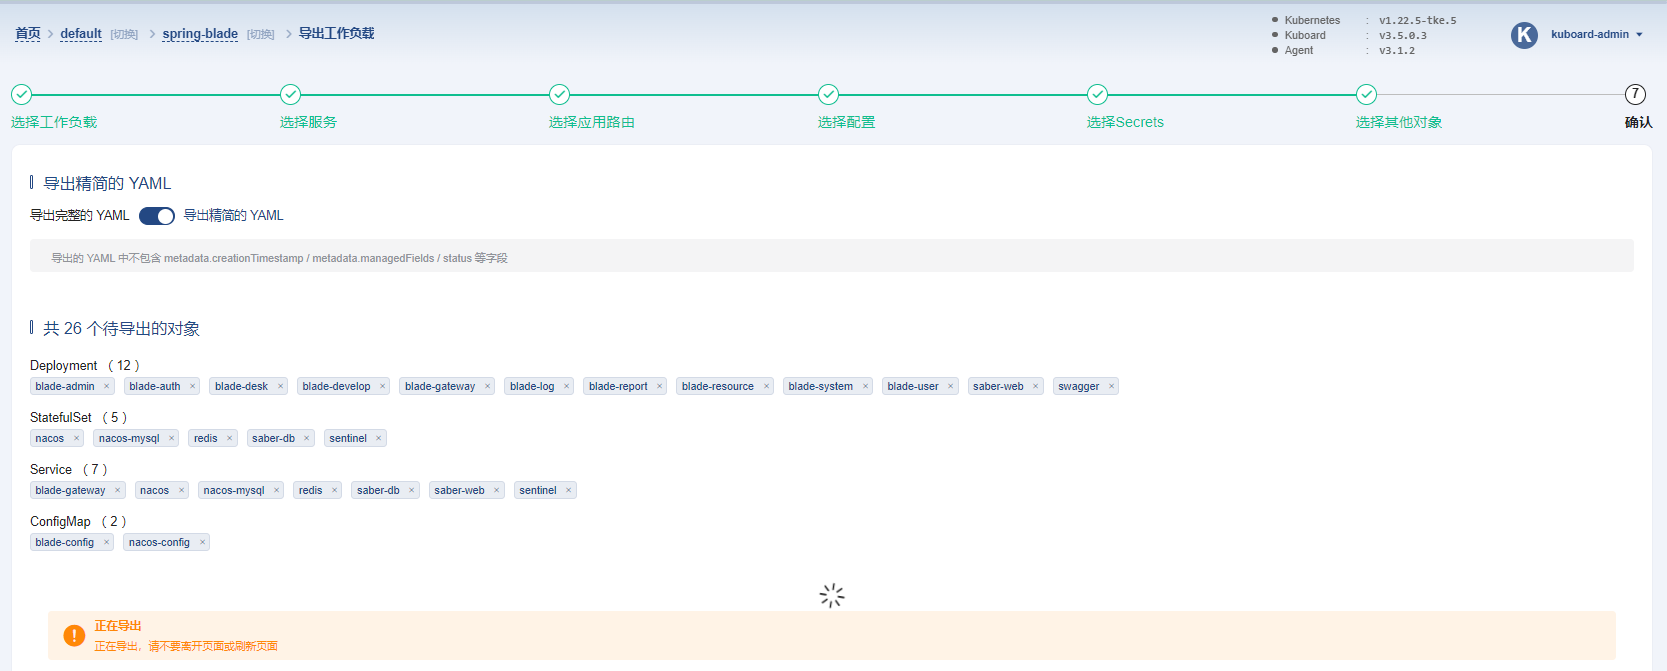 首页 > default [切换] > spring-blade [切换] > 导出工作负载
Kubernetes : v1.22.5-tke.5
Kuboard : v3.5.0.3
Agent : v3.1.2
K kuboard-admin
7
选择工作负载 选择服务 选择应用路由 选择配置 选择Secrets 选择其他对象 确认
导出精简的 YAML
导出完整的 YAML 导出精简的 YAML
导出的 YAML 中不包含 metadata.creationTimestamp / metadata.managedFields / status 等字段
共 26 个待导出的对象
Deployment （ 12 ）
blade-admin × blade-auth × blade-desk × blade-develop × blade-gateway × blade-log × blade-report × blade-resource × blade-system × blade-user × saber-web × swagger ×
StatefulSet （ 5 ）
nacos × nacos-mysql × redis × saber-db × sentinel ×
Service （ 7 ）
blade-gateway × nacos × nacos-mysql × redis × saber-db × saber-web × sentinel ×
ConfigMap （ 2 ）
blade-config × nacos-config ×
正在导出
正在导出，请不要离开页面或刷新页面